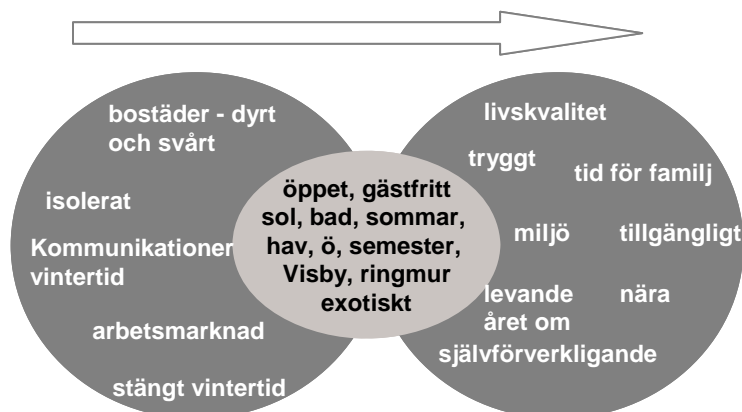 bostäder - dyrt
och svårt
isolerat
Kommunikationer
vintertid
arbetsmarknad
stängt vintertid
öppet, gästfritt
sol, bad, sommar,
hav, ö, semester,
Visby, ringmur
exotiskt
livskvalitet
tryggt
tid för familj
miljö
tillgängligt
levande
året om
nära
självförverkligande